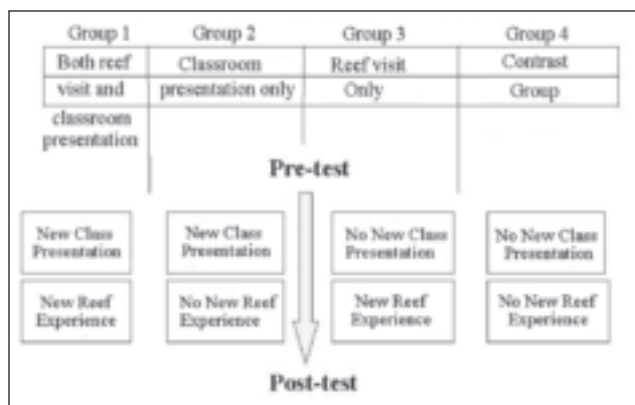 Group 1 Group 2 Group 3 Group 4
Both reef Classroom Reef visit Contrast
visit and presentation only Only Group
classroom
presentation
Pre-test
New Class New Class No New Class No New Class
Presentation Presentation Presentation Presentation
New Reef No New Reef New Reef No New Reef
Experience Experience Experience Experience
Post-test